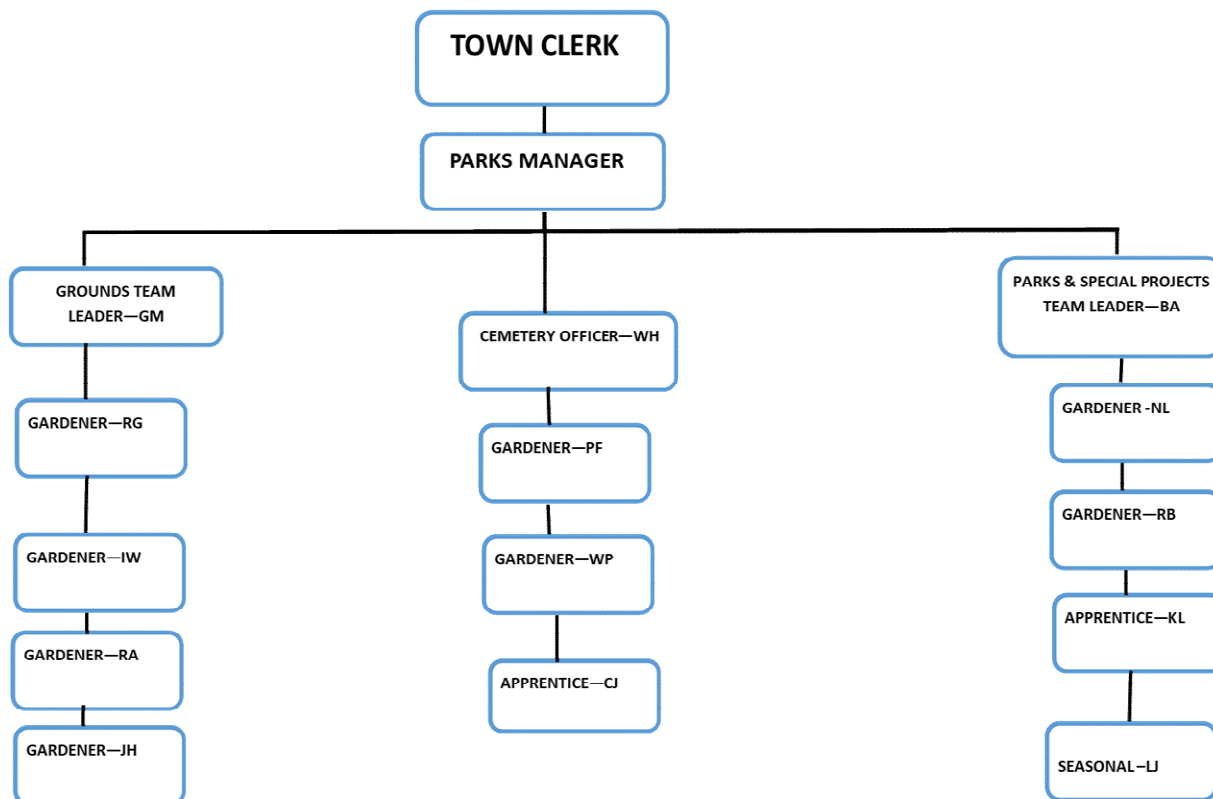 TOWN CLERK
PARKS MANAGER
GROUNDS TEAM
LEADER—GM
GARDENER—RG
GARDENER—IW
GARDENER—RA
GARDENER—JH
CEMETERY OFFICER—WH
GARDENER—PF
GARDENER—WP
APPRENTICE—CJ
PARKS & SPECIAL PROJECTS
TEAM LEADER—BA
GARDENER -NL
GARDENER—RB
APPRENTICE—KL
SEASONAL–LJ